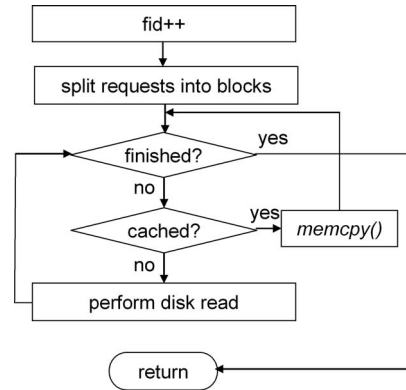 fid++
split requests into blocks
finished?
yes
no
cached?
yes
memcpy()
no
perform disk read
return